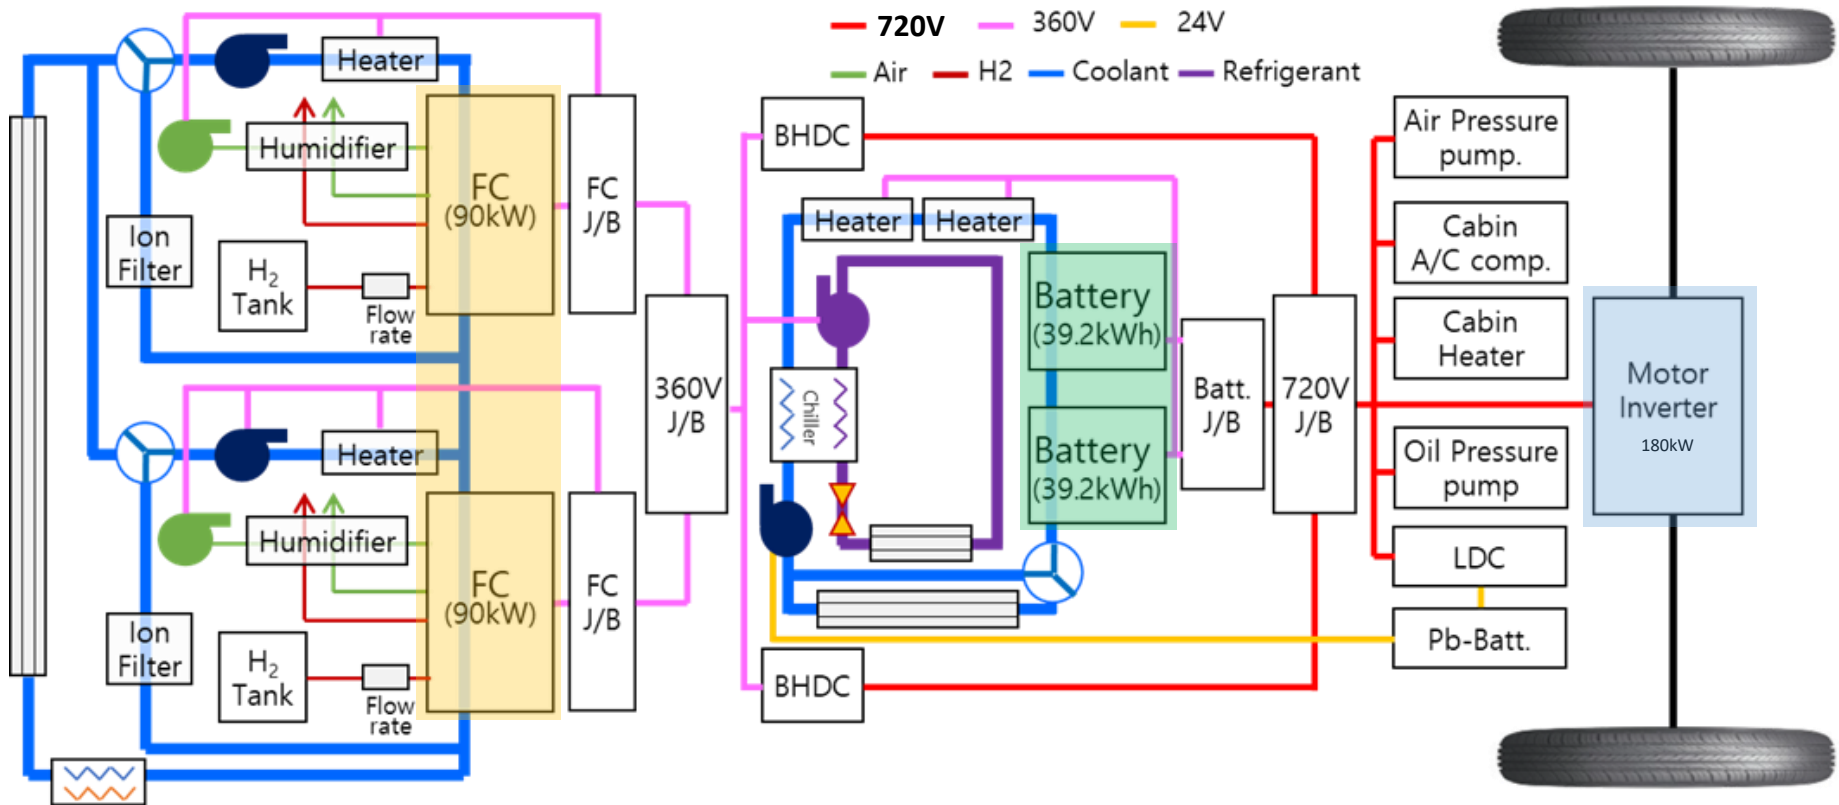 720V
360V
24V
Air
H2
Coolant
Refrigerant
Heater
Humidifier
FC
(90kW)
FC
J/B
Ion
Filter
H2
Tank
Flow
rate
Heater
Humidifier
FC
(90kW)
FC
J/B
Ion
Filter
H2
Tank
Flow
rate
360V
J/B
BHDC
Heater
Heater
Chiller
Battery
(39.2kWh)
Battery
(39.2kWh)
Batt.
J/B
720V
J/B
BHDC
Air Pressure
pump.
Cabin
A/C comp.
Cabin
Heater
Oil Pressure
pump
LDC
Pb-Batt.
Motor
Inverter
180kW